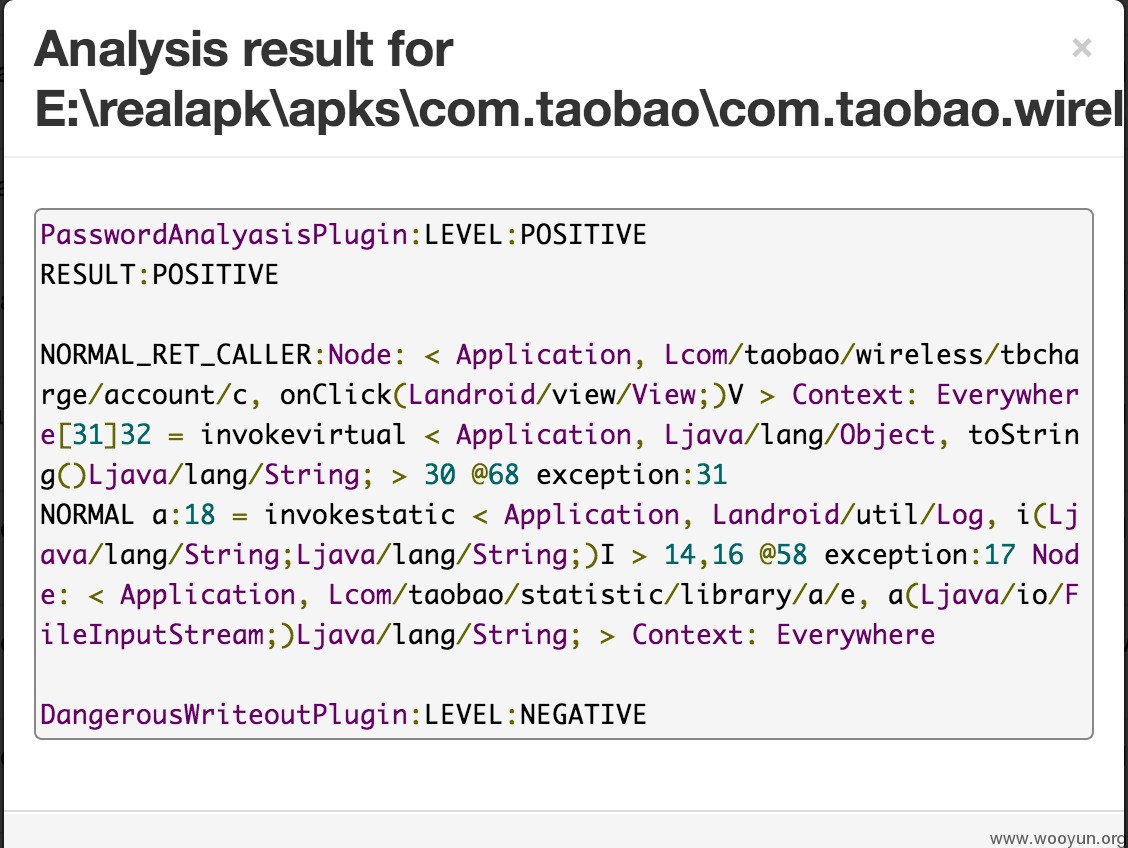 Analysis result for
E:\realapk\apks\com.taobao\com.taobao.wirel
×
PasswordAnalyasisPlugin:LEVEL:POSITIVE
RESULT:POSITIVE
NORMAL_RET_CALLER:Node: < Application, Lcom/taobao/wireless/tbcha
rge/account/c, onClick(Landroid/view/View;)V > Context: Everywher
e[31]32 = invokevirtual < Application, Ljava/lang/Object, toStrin
g()Ljava/lang/String; > 30 @68 exception:31
NORMAL a:18 = invokestatic < Application, Landroid/util/Log, i(Lj
ava/lang/String;Ljava/lang/String;)I > 14,16 @58 exception:17 Nod
e: < Application, Lcom/taobao/statistic/library/a/e, a(Ljava/io/F
ileInputStream;)Ljava/lang/String; > Context: Everywhere
DangerousWriteoutPlugin:LEVEL:NEGATIVE
www.wooyun.org